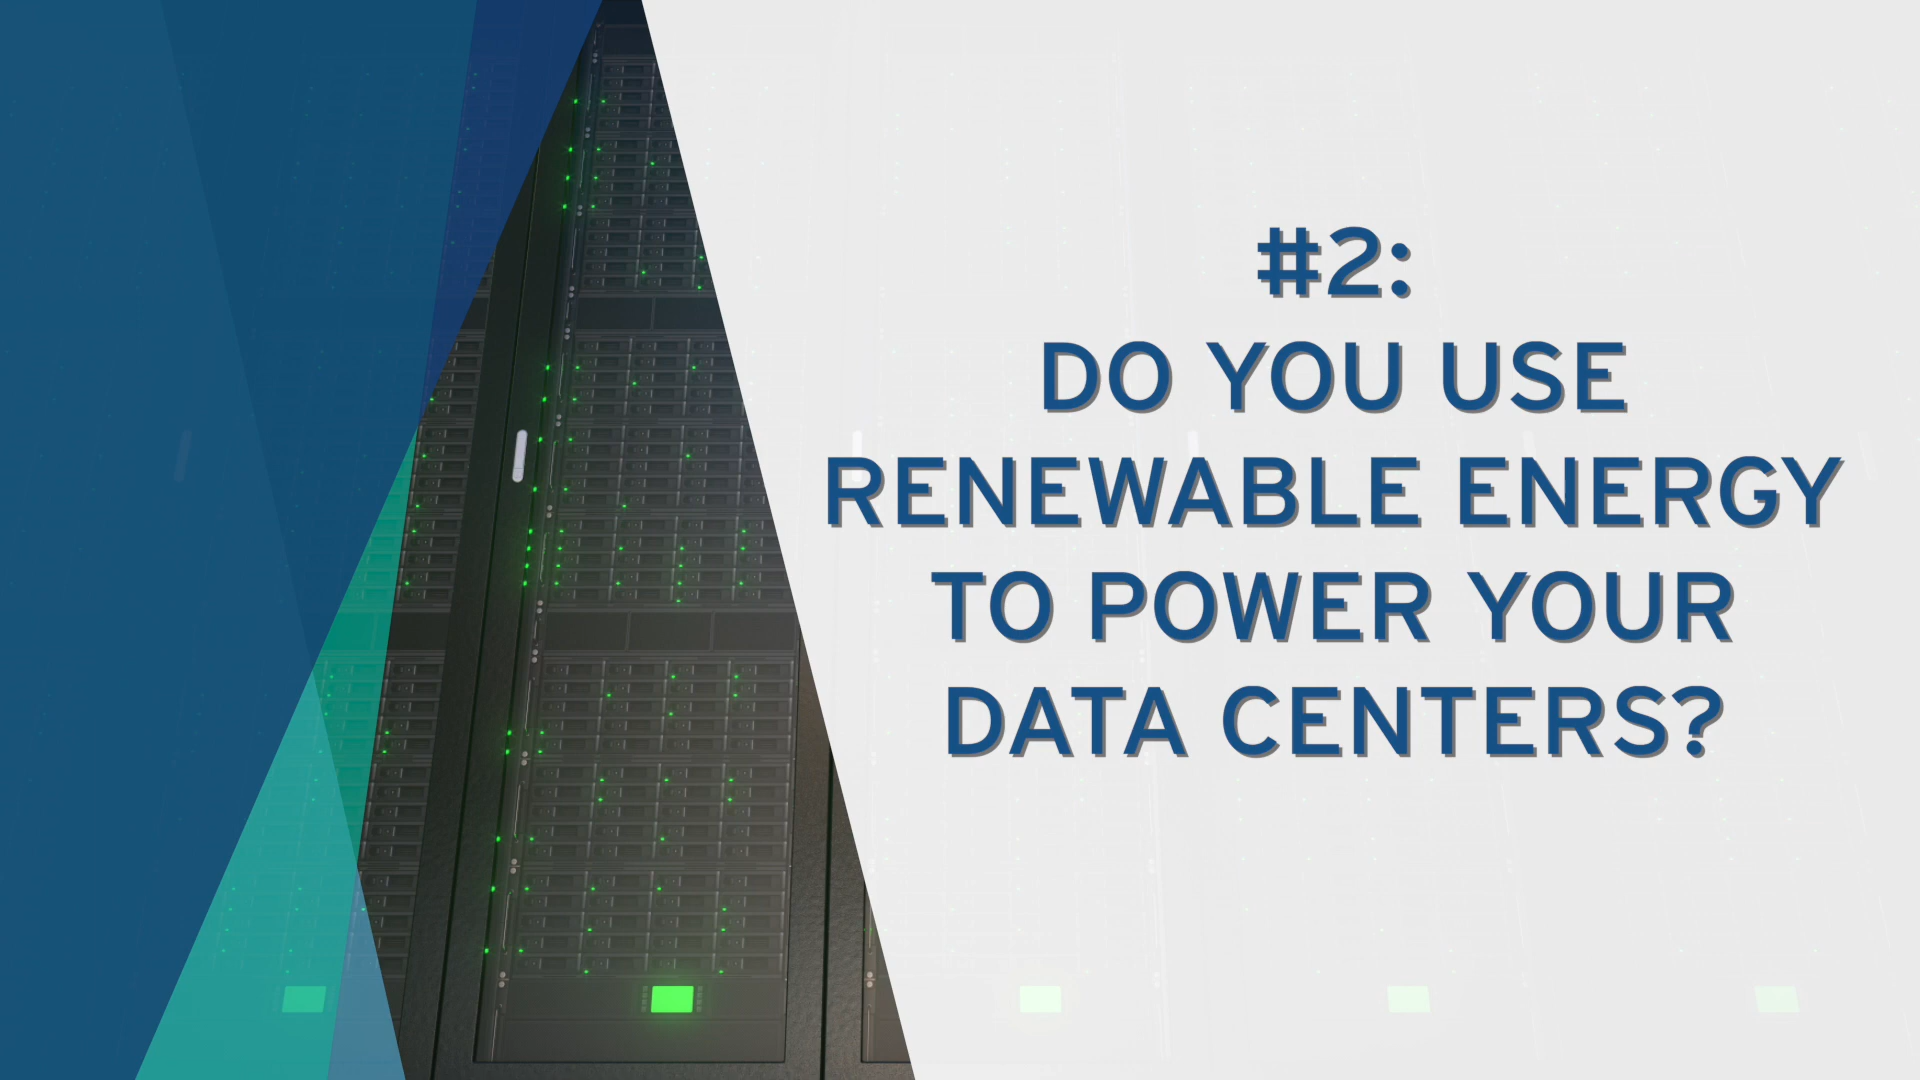 #2:
DO YOU USE
RENEWABLE ENERGY
TO POWER YOUR
DATA CENTERS?